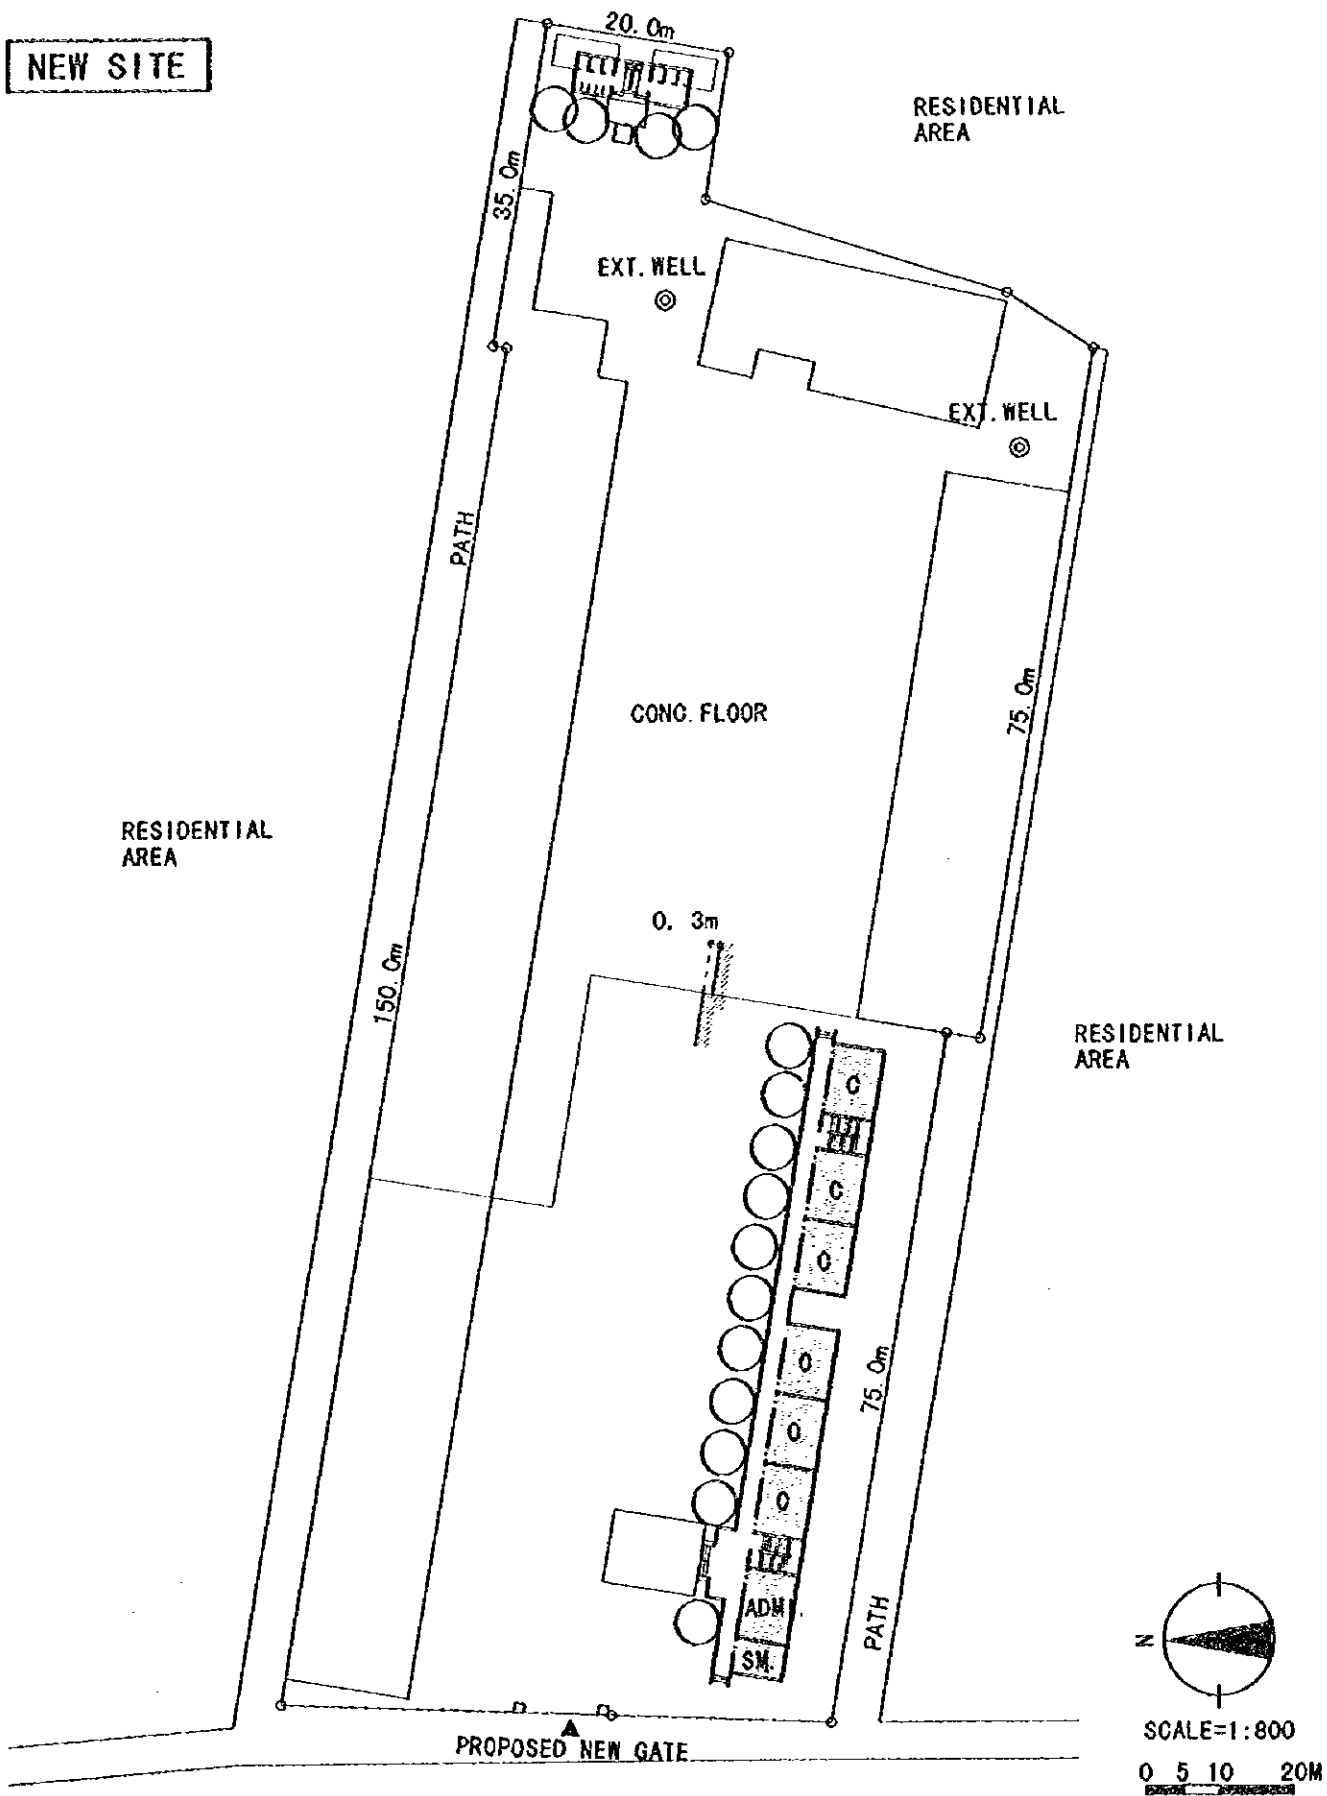 NEW SITE
20.0m
RESIDENTIAL
AREA
35.0m
EXT. WELL
EXT. WELL
PATH
75.0m
CONC. FLOOR
RESIDENTIAL
AREA
0. 3m
150.0m
RESIDENTIAL
AREA
C
C
C
C
C
C
75.0m
ADM.
SM.
PATH
N
PROPOSED NEW GATE
SCALE=1:800
0 5 10 20M